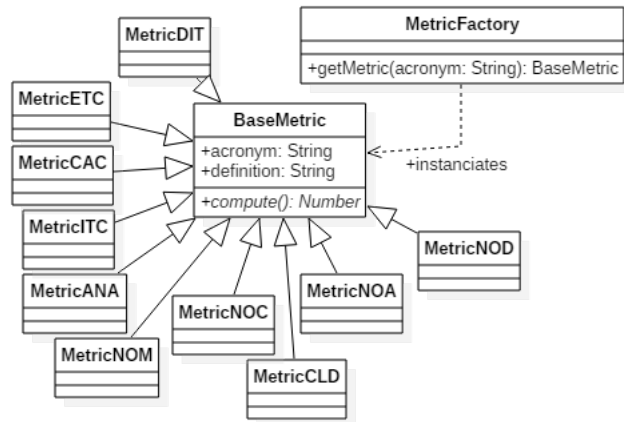 MetricDIT
MetricFactory
+getMetric(acronym: String): BaseMetric
MetricETC
BaseMetric
+acronym: String
+definition: String
+compute(): Number
+instanciates
MetricCAC
MetricITC
MetricANA
MetricNOM
MetricNOC
MetricCLD
MetricNOA
MetricNOD